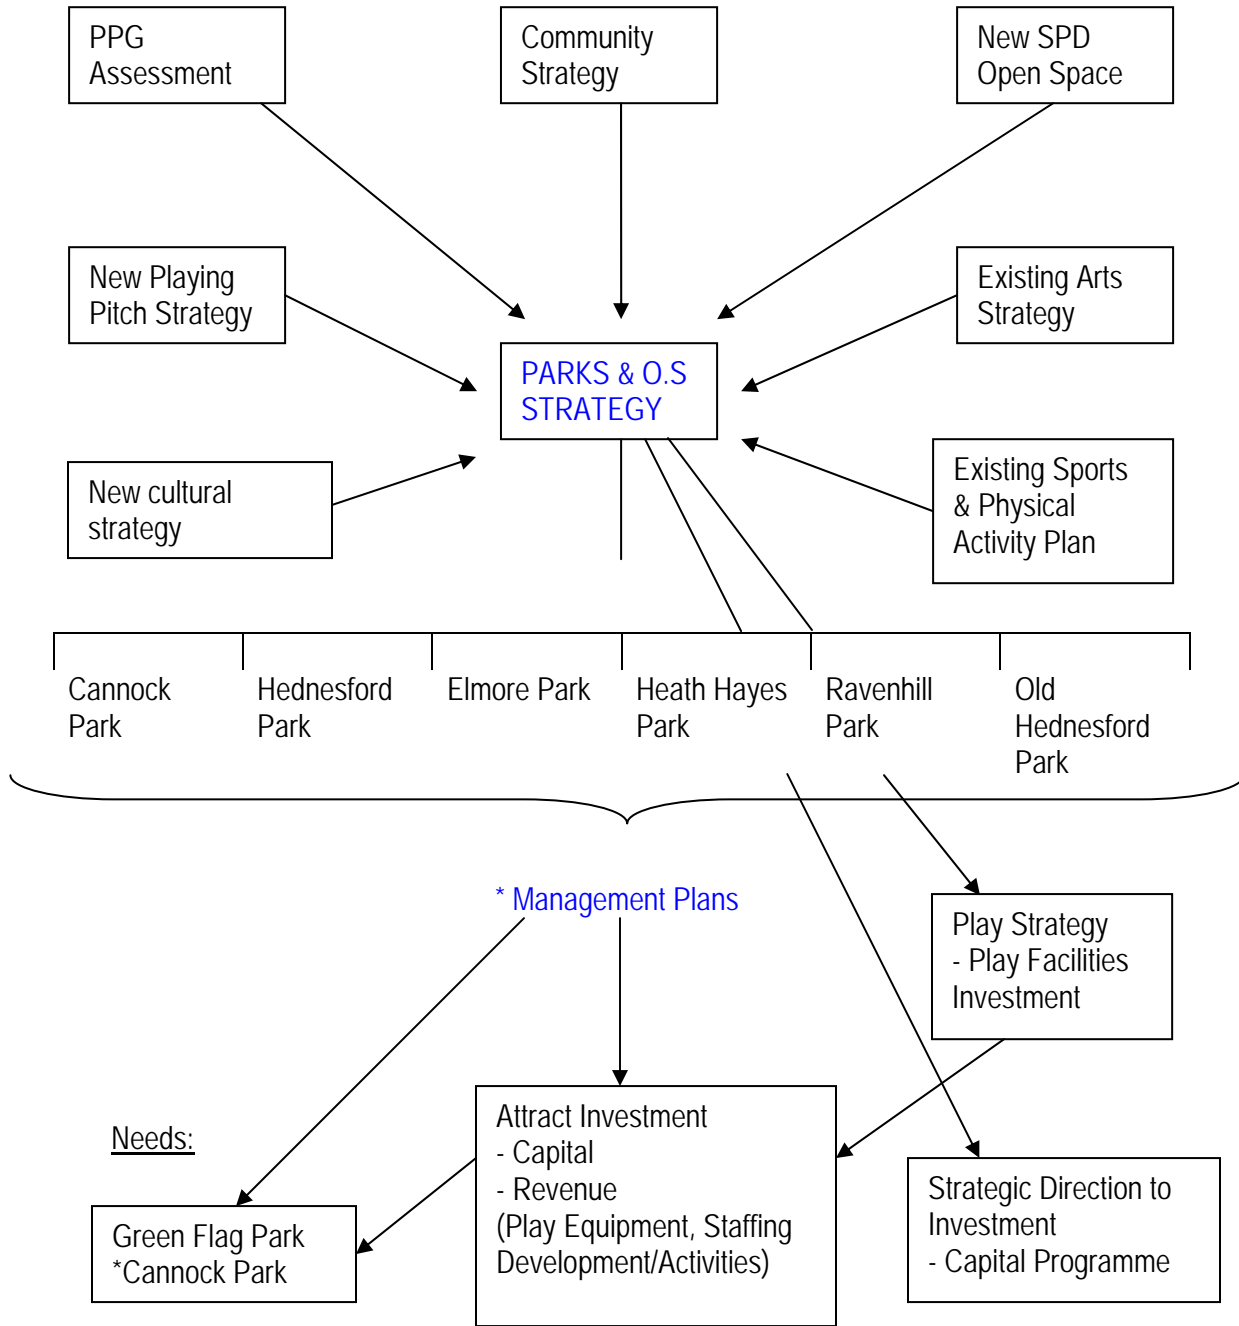 PPG
Assessment
Community
Strategy
New SPD
Open Space
New Playing
Pitch Strategy
Existing Arts
Strategy
PARKS & O.S
STRATEGY
New cultural
strategy
Existing Sports
& Physical
Activity Plan
Cannock
Park
Hednesford
Park
Elmore Park
Heath Hayes
Park
Ravenhill
Park
Old
Hednesford
Park
* Management Plans
Play Strategy
- Play Facilities
Investment
Needs:
Attract Investment
- Capital
- Revenue
(Play Equipment, Staffing
Development/Activities)
Green Flag Park
*Cannock Park
Strategic Direction to
Investment
- Capital Programme